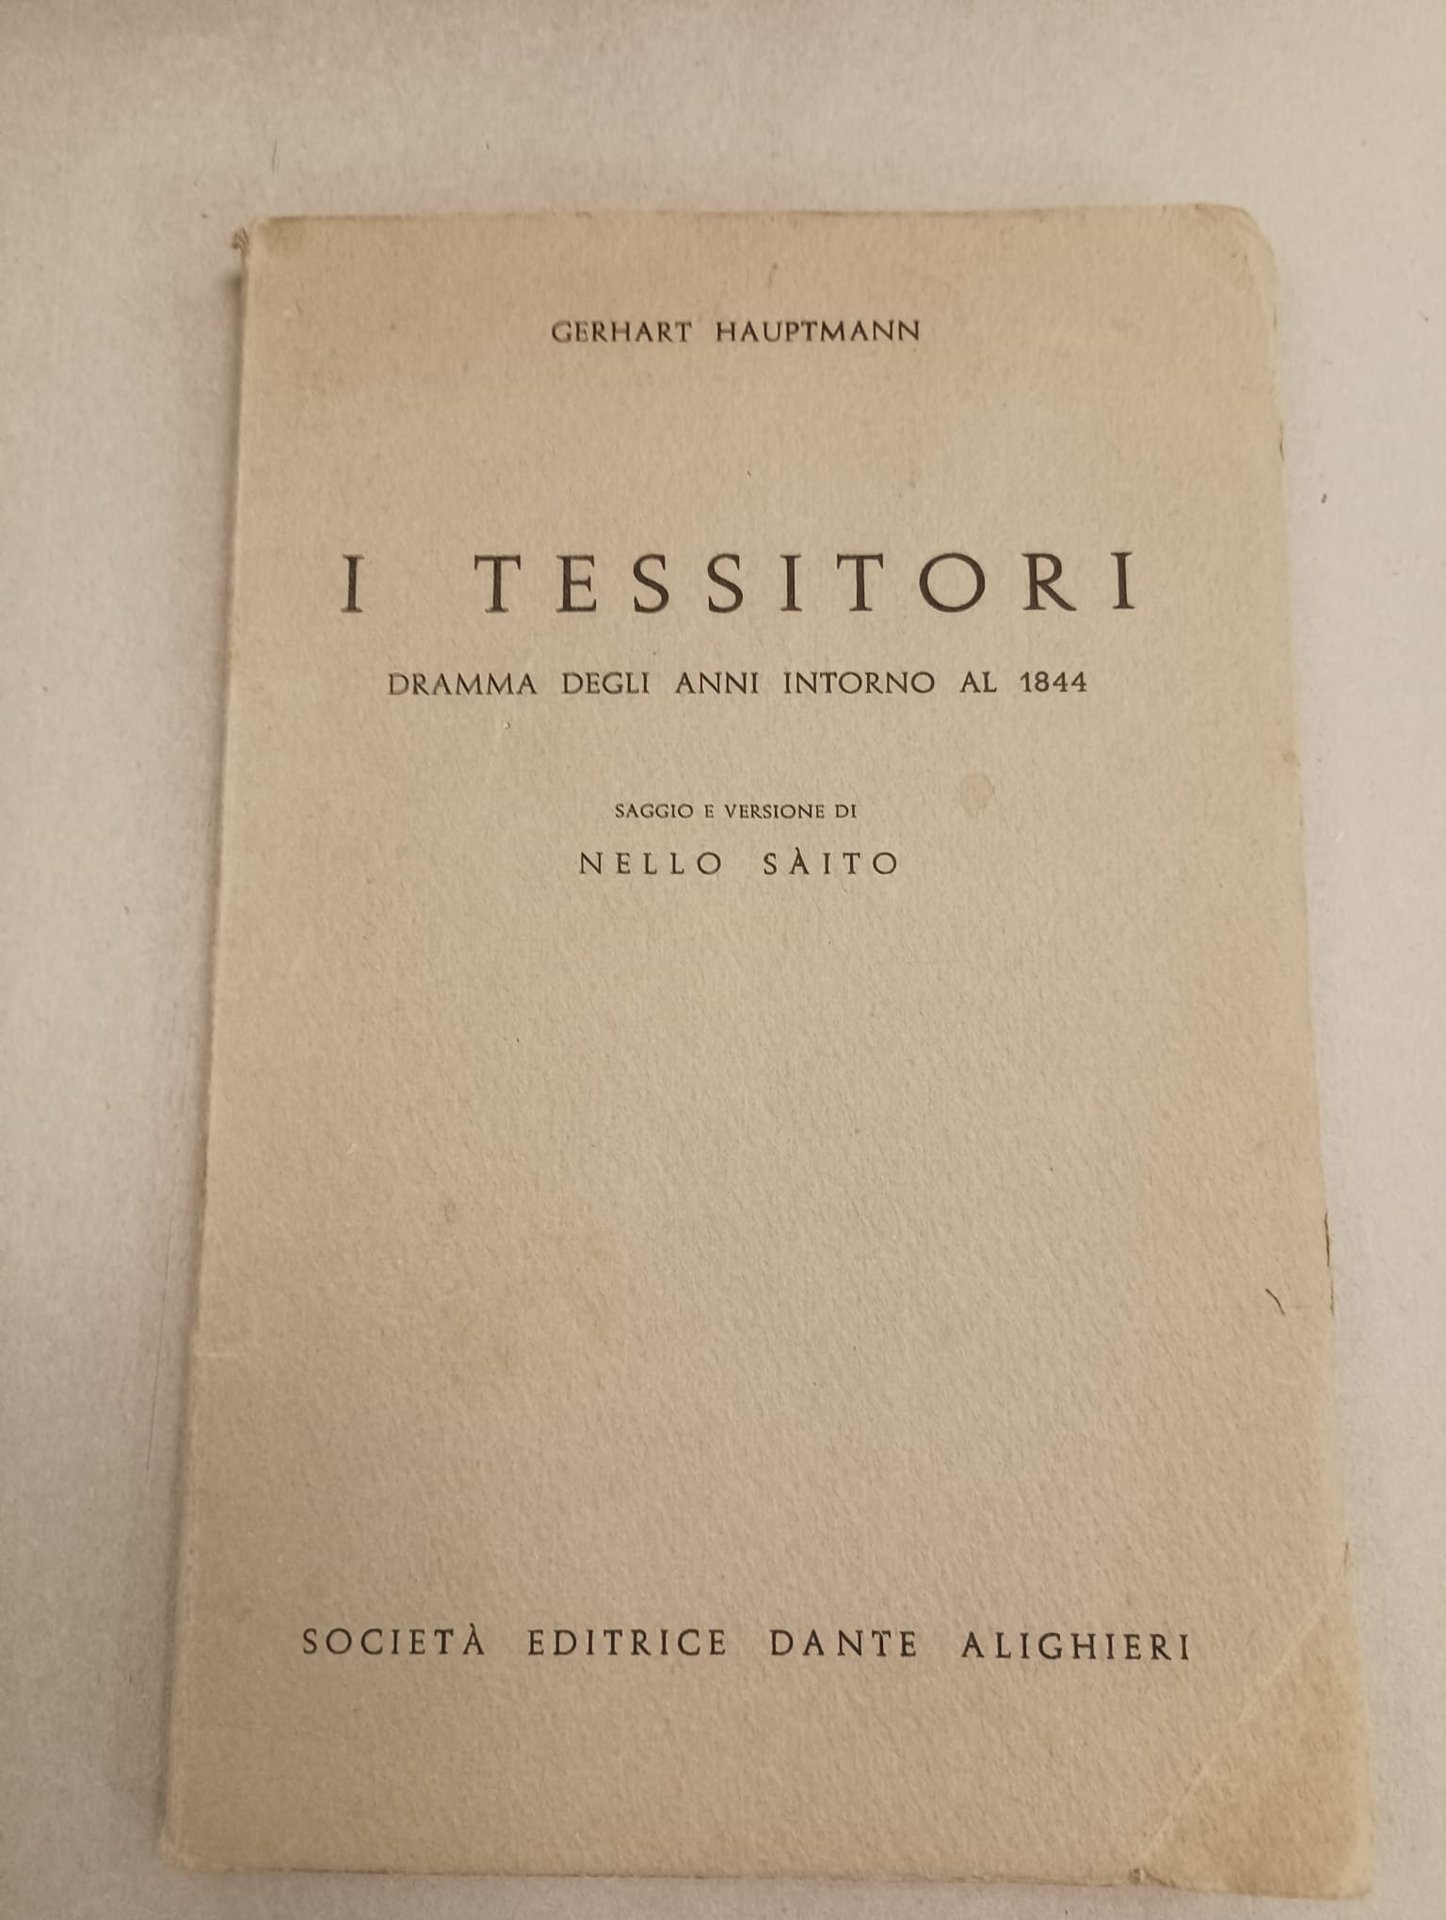 GERHART HAUPTMANN
I TESSITORI
DRAMMA DEGLI ANNI INTORNO AL 1844
SAGGIO E VERSIONE DI
NELLO SÀITO
SOCIETÀ EDITRICE DANTE ALIGHIERI